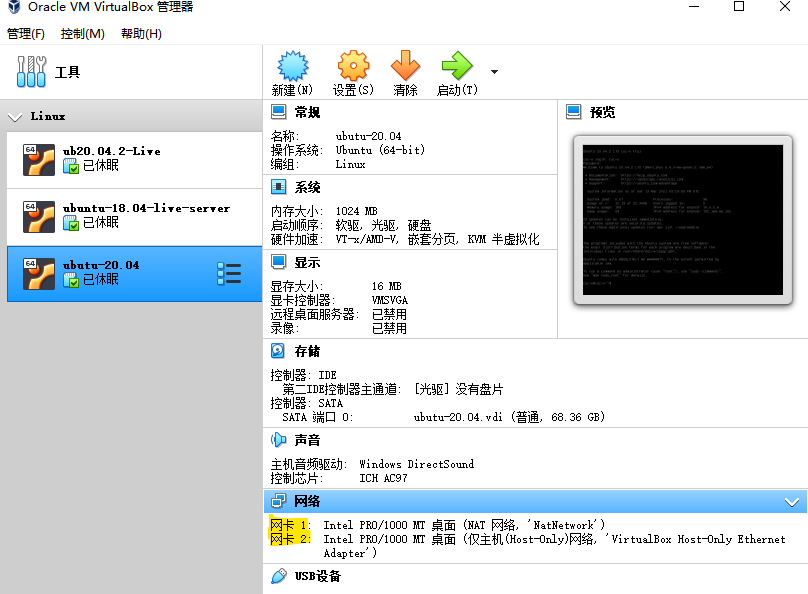 Oracle VM VirtualBox 管理器
管理(F) 控制(M) 帮助(H)
工具
新建(N) 设置(S) 清除 启动(T)
Linux
64
ub20.04.2-Live
已休眠
64
ubuntu-18.04-live-server
已休眠
64
ubutu-20.04
已休眠
常规
名称: ubutu-20.04
操作系统: Ubuntu (64-bit)
编组: Linux
预览
系统
内存大小: 1024 MB
启动顺序: 软驱, 光驱, 硬盘
硬件加速: VT-x/AMD-V, 嵌套分页, KVM 半虚拟化
显示
显存大小: 16 MB
显卡控制器: VMSVGA
远程桌面服务器: 已禁用
录像: 已禁用
存储
控制器: IDE
第二IDE控制器主通道: [光驱] 没有盘片
控制器: SATA
SATA 端口 0: ubutu-20.04.vdi (普通, 68.36 GB)
声音
主机音频驱动: Windows DirectSound
控制芯片: ICH AC97
网络
网卡 1: Intel PRO/1000 MT 桌面 (NAT 网络, 'NatNetwork')
网卡 2: Intel PRO/1000 MT 桌面 (仅主机(Host-Only)网络, 'VirtualBox Host-Only Ethernet
Adapter')
USB设备